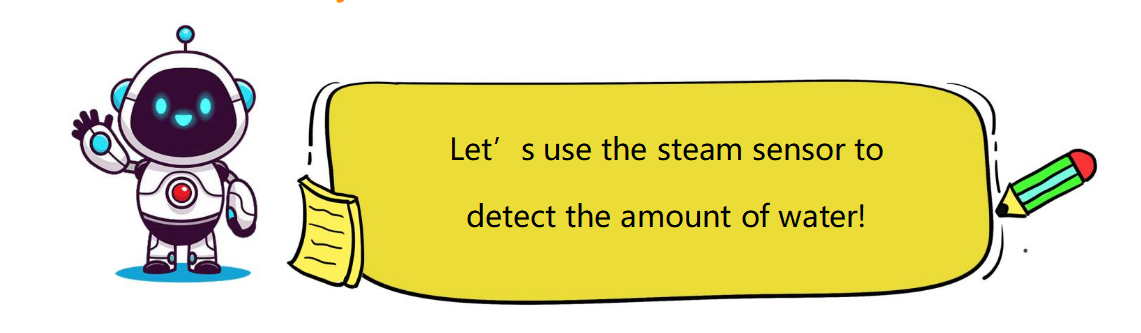 Let's use the steam sensor to
detect the amount of water!